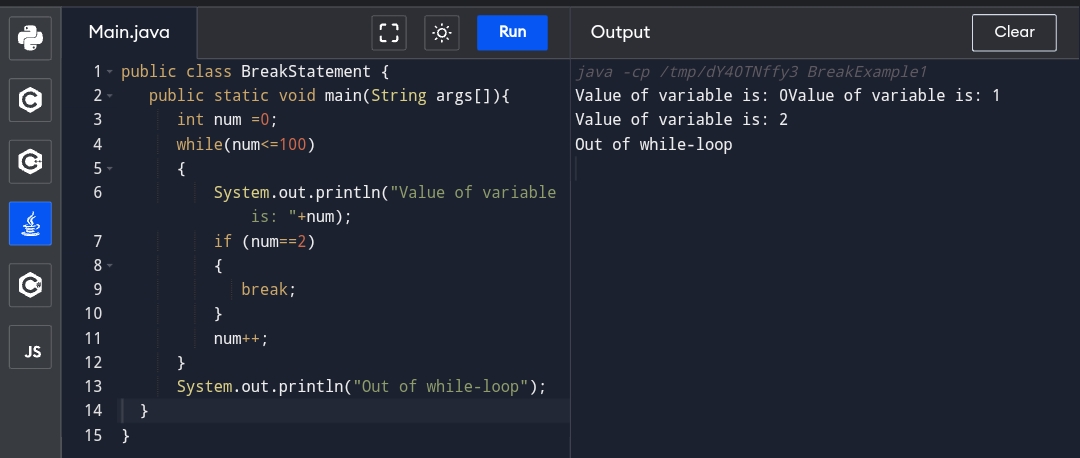 Main.java
Run
Output
Clear
1 public class BreakStatement {
2 public static void main(String args[]){
3 int num =0;
4 while(num<=100)
5 {
6 System.out.println("Value of variable
is: "+num);
7 if (num==2)
8 {
9 break;
10 }
11 num++;
12 }
13 System.out.println("Out of while-loop");
14 }
15 }
java -cp /tmp/dY4OTNffy3 BreakExample1
Value of variable is: 0Value of variable is: 1
Value of variable is: 2
Out of while-loop
JS